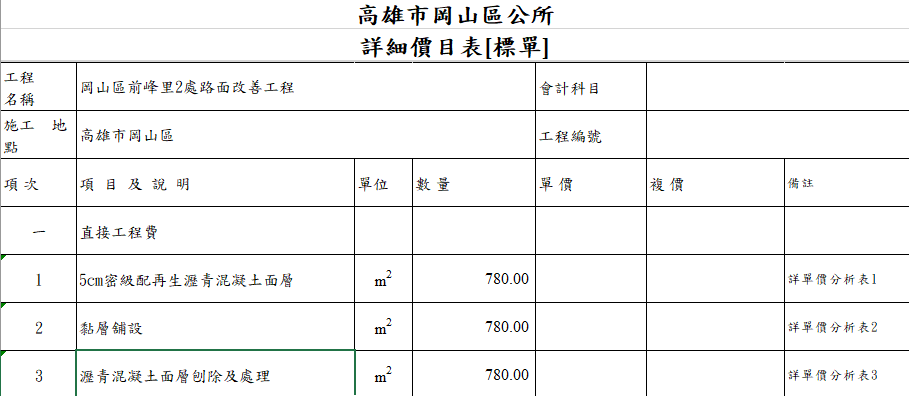 高雄市岡山區公所
詳細價目表[標單]
工程名稱 岡山區前峰里2處路面改善工程 會計科目
施工 地點 高雄市岡山區 工程編號
項次 項目及說明 單位 數量 單價 複價 備註
一 直接工程費
1 5cm密級配再生瀝青混凝土面層 m² 780.00 詳單價分析表1
2 黏層舖設 m² 780.00 詳單價分析表2
3 瀝青混凝土面層刨除及處理 m² 780.00 詳單價分析表3